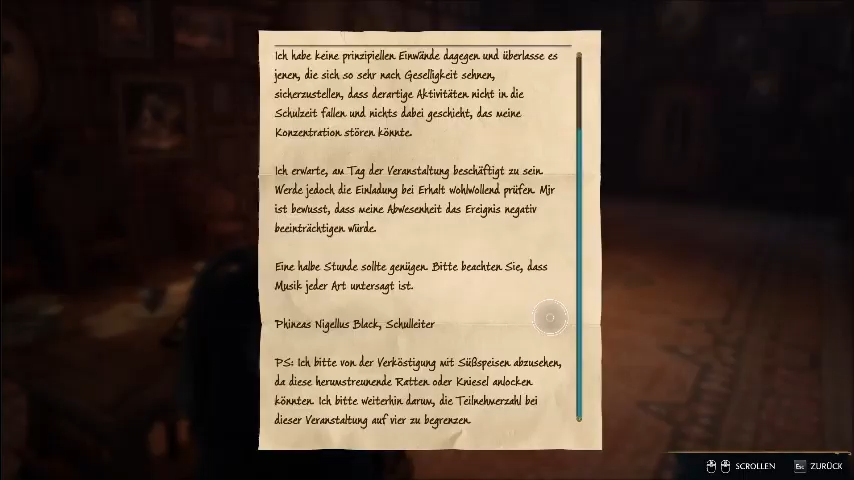 Ich habe keine prinzipiellen Einwände dagegen und überlasse es
jenen, die sich so sehr nach Geselligkeit sehnen,
sicherzustellen, dass derartige Aktivitäten nicht in die
Schulzeit fallen und nichts dabei geschieht, das meine
Konzentration stören könnte.
Ich erwarte, am Tag der Veranstaltung beschäftigt zu sein.
Werde jedoch die Einladung bei Erhalt wohlwollend prüfen. Mir
ist bewusst, dass meine Abwesenheit das Ereignis negativ
beeinträchtigen würde.
Eine halbe Stunde sollte genügen. Bitte beachten Sie, dass
Musik jeder Art untersagt ist.
Phineas Nigellus Black, Schulleiter
PS: Ich bitte von der Verköstigung mit Süßspeisen abzusehen,
da diese herumstreunende Ratten oder Kniesel anlocken
könnten. Ich bitte weiterhin darum, die Teilnehmerzahl bei
dieser Veranstaltung auf vier zu begrenzen.
SCROLLEN Esc ZURÜCK